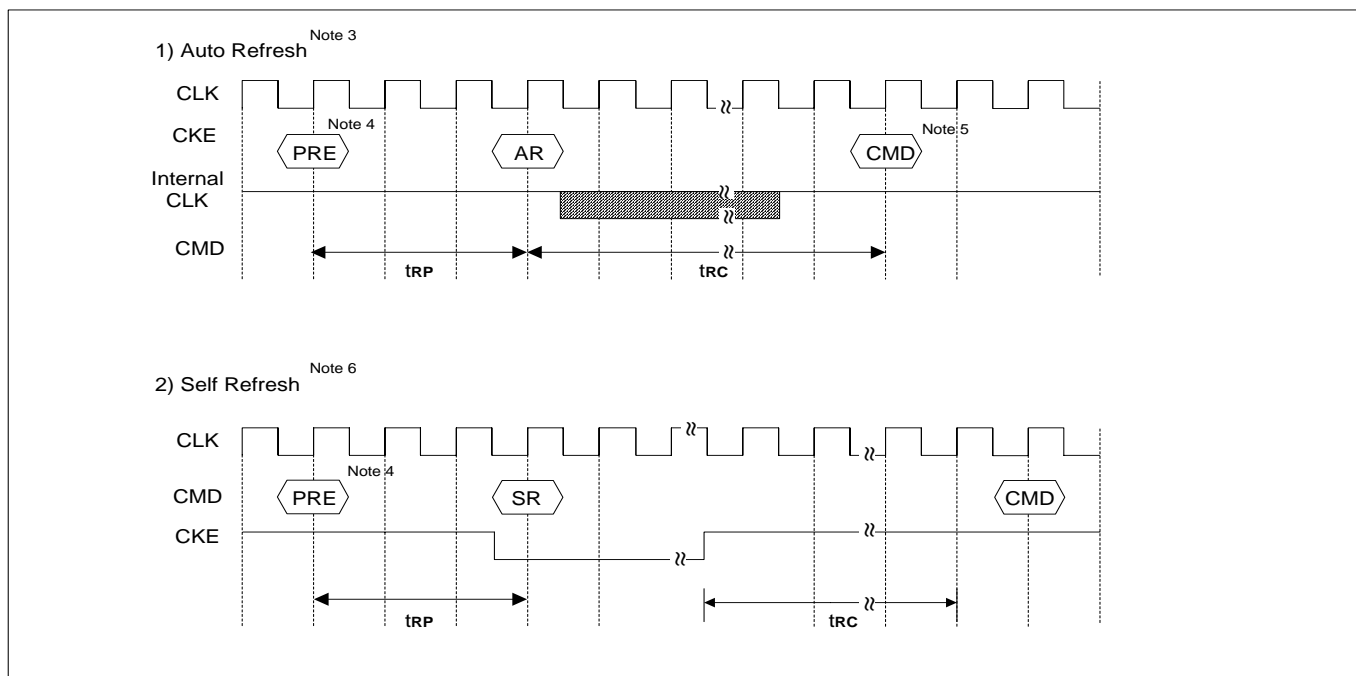 1) Auto Refresh Note 3
CLK
CKE
Note 4
Note 5
PRE
AR
CMD
Internal
CLK
CMD
tRP
tRC
2) Self Refresh Note 6
CLK
Note 4
CMD
PRE
SR
CMD
CKE
tRP
tRC